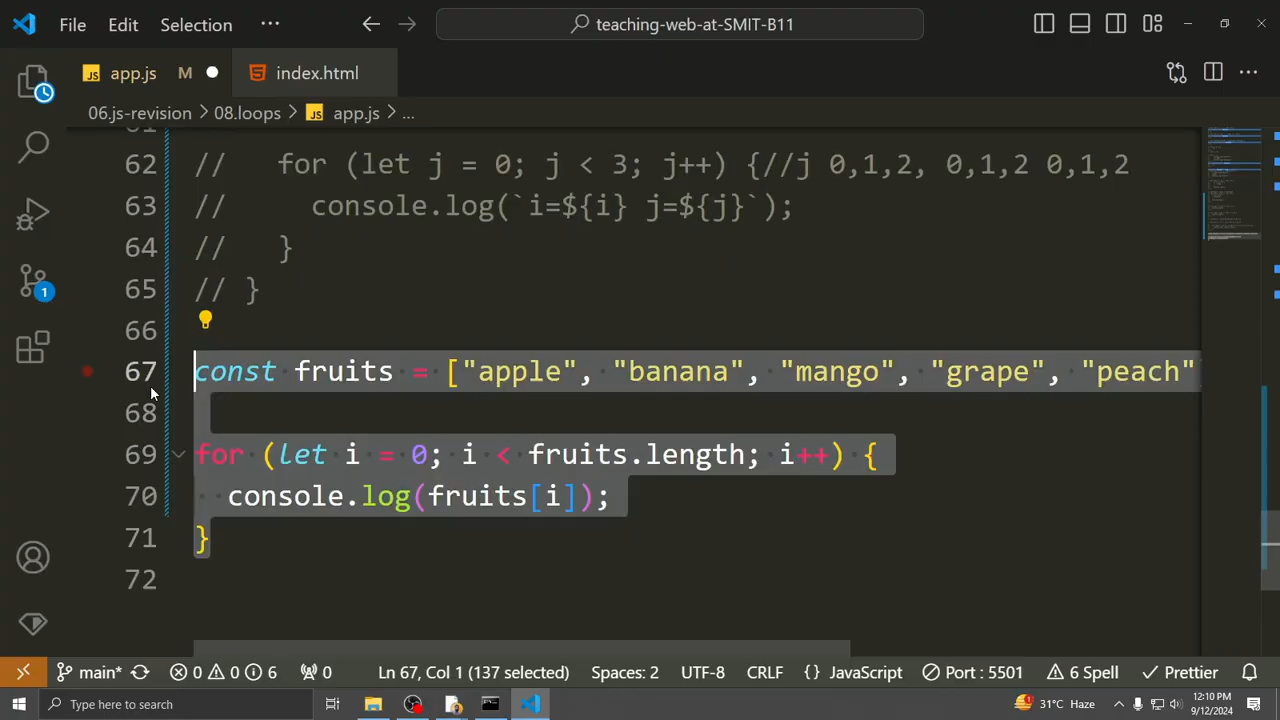 File Edit Selection ··· teaching-web-at-SMIT-B11
JS app.js M index.html
06.js-revision > 08.loops > JS app.js > ...
62 //   for (let j = 0; j < 3; j++) {//j 0,1,2, 0,1,2 0,1,2
63 //     console.log( i=${i} j=${j}`);
64 //   }
65 // }
66
67 const fruits = ["apple", "banana", "mango", "grape", "peach"
68
69 for (let i = 0; i < fruits.length; i++) {
70   console.log(fruits[i]);
71 }
72
1
main* 0 0 6 0 Ln 67, Col 1 (137 selected) Spaces: 2 UTF-8 CRLF {} JavaScript Port : 5501 6 Spell Prettier
Type here to search 31°C Haze 12:10 PM
9/12/2024